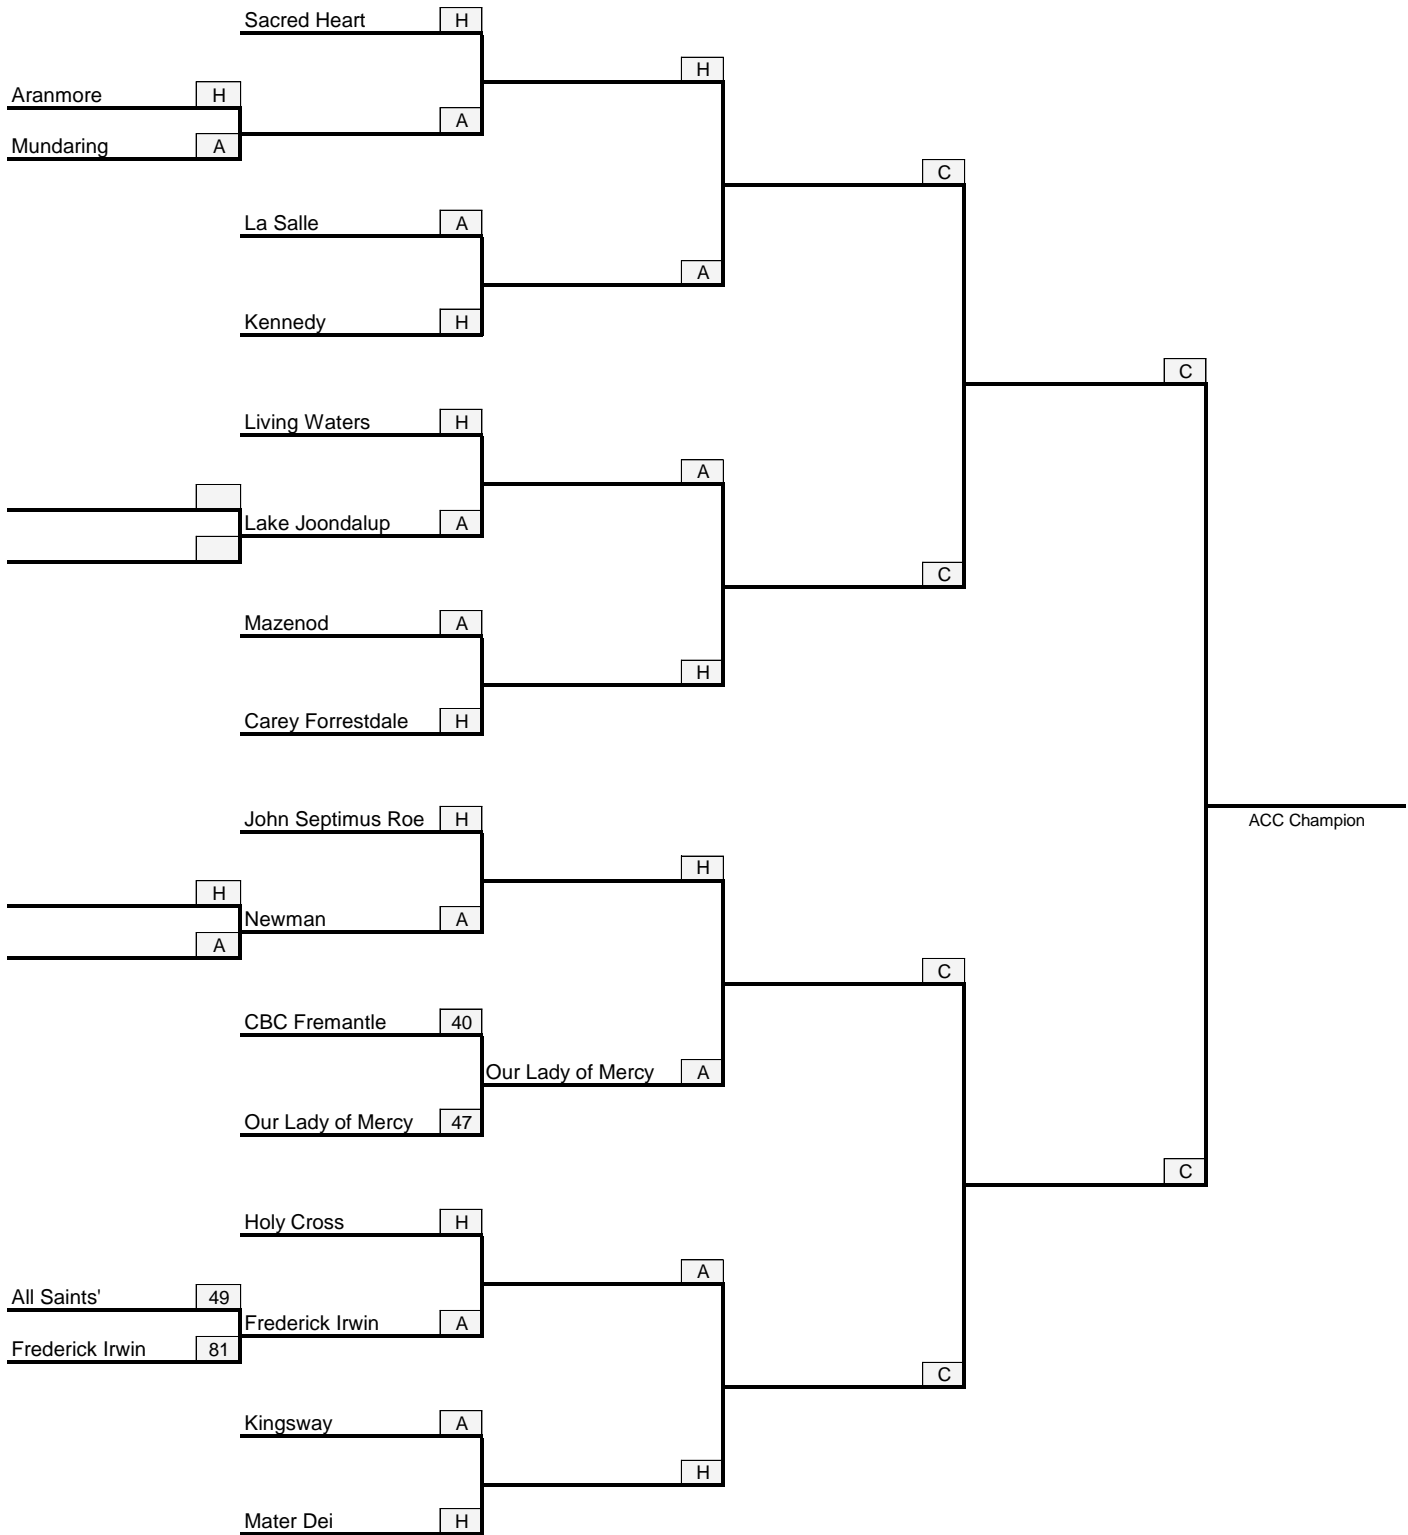 Sacred Heart H
H
Aranmore H
A
Mundaring A
C
La Salle A
A
Kennedy H
C
Living Waters H
A
Lake Joondalup A
C
Mazenod A
H
Carey Forrestdale H
John Septimus Roe H
ACC Champion
H
H
Newman A
A
C
CBC Fremantle 40
Our Lady of Mercy A
Our Lady of Mercy 47
C
Holy Cross H
A
All Saints' 49
Frederick Irwin A
Frederick Irwin 81
C
Kingsway A
H
Mater Dei H